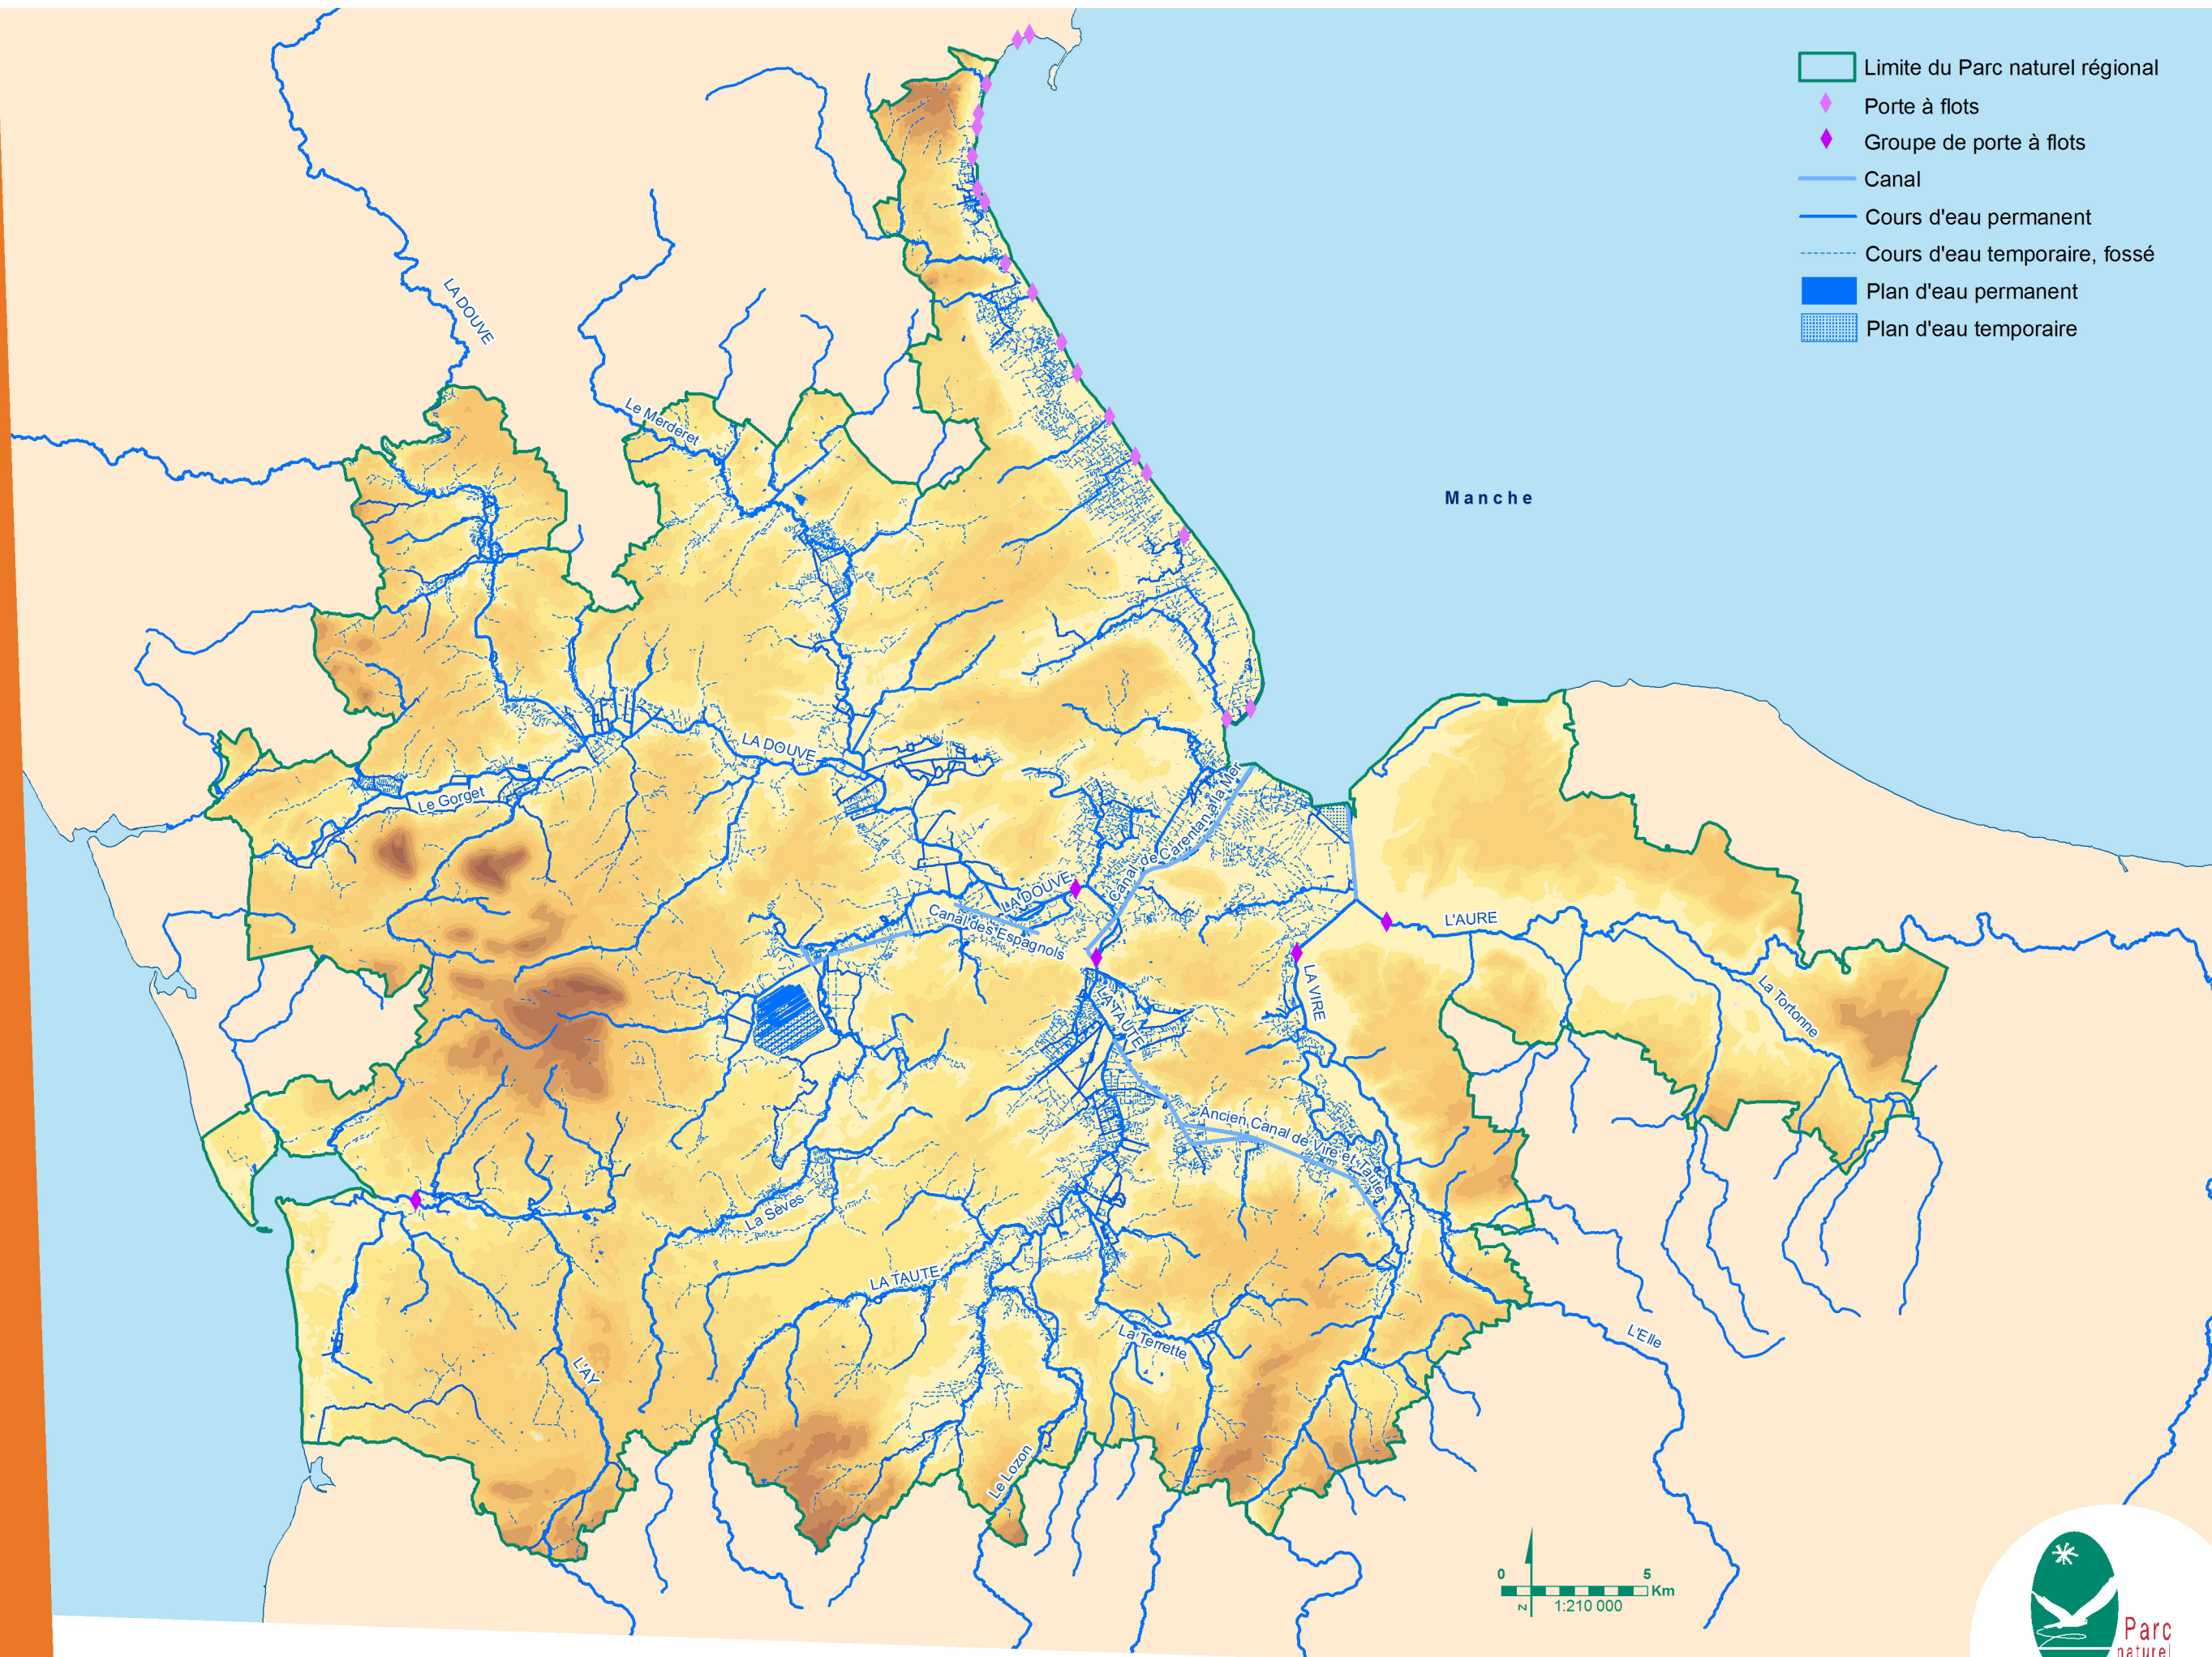 Limite du Parc naturel régional
Porte à flots
Groupe de porte à flots
Canal
Cours d'eau permanent
Cours d'eau temporaire, fossé
Plan d'eau permanent
Plan d'eau temporaire
LA DOUVE
Le Merderet
Manche
LA DOUVE
Le Gorget
Canal de Carentan à la Mer
LA DOUVE
Canal des Espagnols
L'AURE
LA VIRE
La Tortonne
LA TAUTE
Ancien Canal de Vire et Taute
La Sèves
LA TAUTE
La Terrette
L'Elle
L'AY
Le Lozon
0 5 Km
N 1:210 000
Parc
naturel